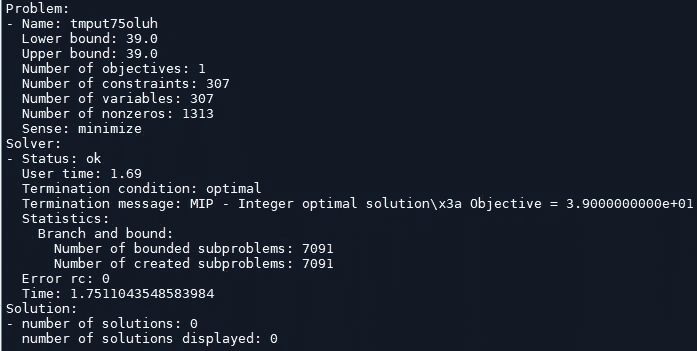 Problem:
- Name: tmput75oluh
  Lower bound: 39.0
  Upper bound: 39.0
  Number of objectives: 1
  Number of constraints: 307
  Number of variables: 307
  Number of nonzeros: 1313
  Sense: minimize
Solver:
- Status: ok
  User time: 1.69
  Termination condition: optimal
  Termination message: MIP - Integer optimal solution\x3a Objective = 3.9000000000e+01
  Statistics:
    Branch and bound:
      Number of bounded subproblems: 7091
      Number of created subproblems: 7091
  Error rc: 0
  Time: 1.7511043548583984
Solution:
- number of solutions: 0
  number of solutions displayed: 0